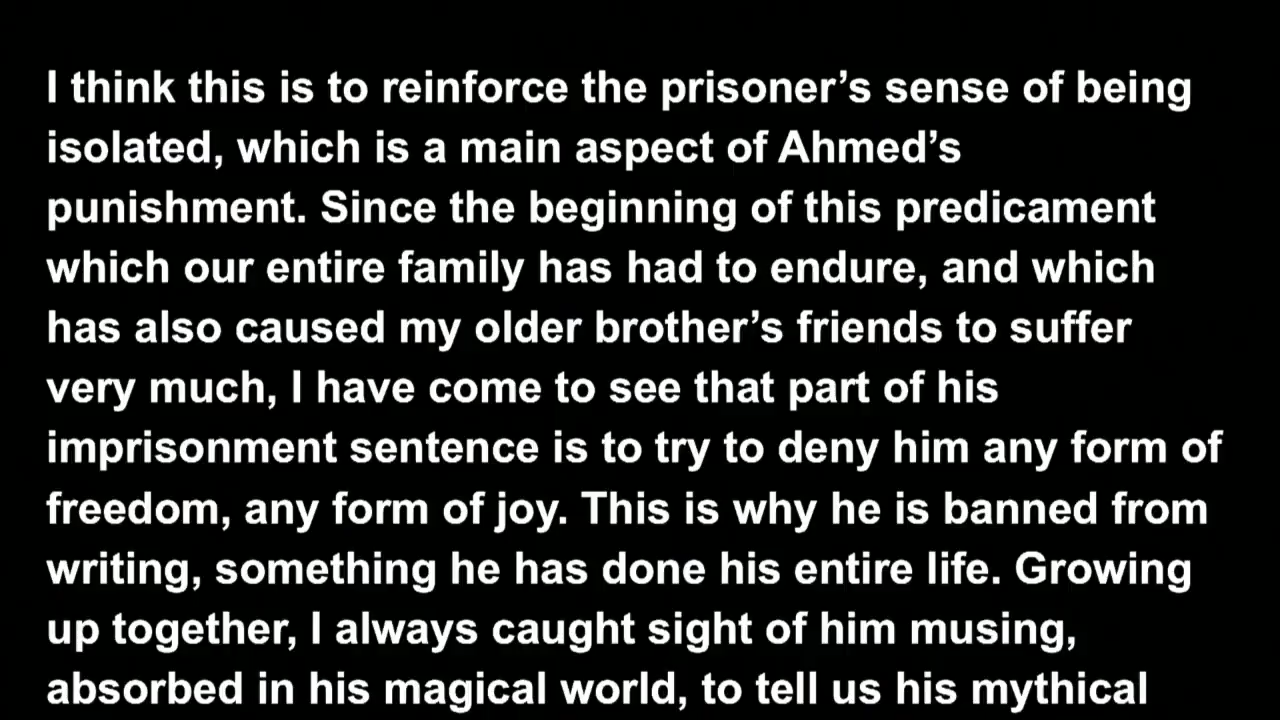 I think this is to reinforce the prisoner’s sense of being
isolated, which is a main aspect of Ahmed’s
punishment. Since the beginning of this predicament
which our entire family has had to endure, and which
has also caused my older brother’s friends to suffer
very much, I have come to see that part of his
imprisonment sentence is to try to deny him any form of
freedom, any form of joy. This is why he is banned from
writing, something he has done his entire life. Growing
up together, I always caught sight of him musing,
absorbed in his magical world, to tell us his mythical